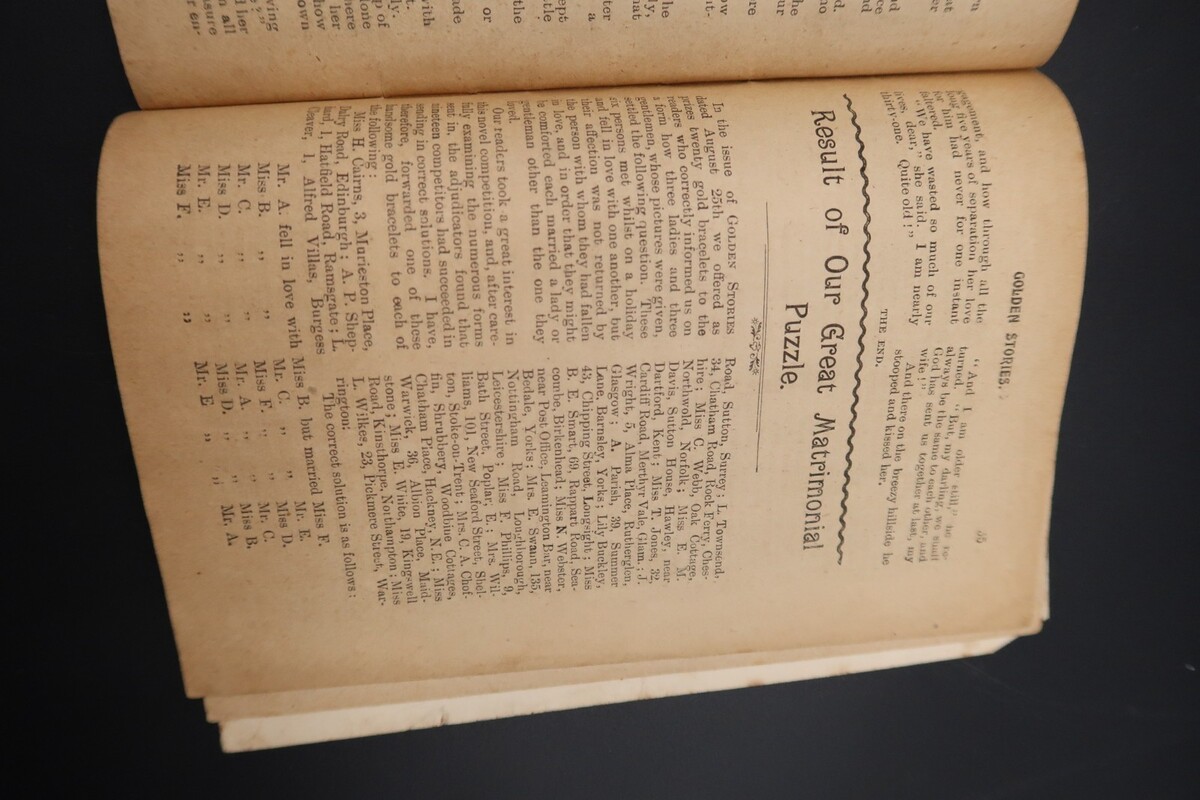 GOLDEN STORIES. 35
gagement, and how through all the
long five years of separation her love
for him had never for one instant
faltered.
"We have wasted so much of our
lives, dear," she said. I am nearly
thirty-one. Quite old!"
"And I am older still," he re-
turned. "But, my darling, we shall
always be the same to each other, and
God has sent us together at last, my
wife!"
And there on the breezy hillside he
stooped and kissed her.
THE END.
Result of Our Great Matrimonial
Puzzle.
In the issue of GOLDEN STORIES
dated August 25th we offered as
prizes twenty gold bracelets to the
readers who correctly informed us on
a form how three ladies and three
gentlemen, whose pictures were given,
settled the following question. These
six persons met whilst on a holiday
and fell in love with one another, but
their affection was not returned by
the person with whom they had fallen
in love, and in order that they might
be comforted each married a lady or
gentleman other than the one they
loved.
Our readers took a great interest in
this novel competition, and, after care-
fully examining the numerous forms
sent in, the adjudicators found that
nineteen competitors had succeeded in
sending in correct solutions. I have,
therefore, forwarded one of these
handsome gold bracelets to each of
the following:
Miss H. Cairns, 3, Murieston Place,
Dalry Road, Edinburgh; A. P. Shep-
herd, 1, Hatfield Road, Ramsgate; L.
Cleaver, 1, Alfred Villas, Burgess
Road, Sutton, Surrey; L. Townsend,
34, Chatham Road, Rock Ferry, Ches-
hire; Miss C. Webb, Oak Cottage,
Northwold, Norfolk; Miss E. M.
Davis, Sutton House, Hawley, near
Dartford, Kent; Miss T. Jones, 32,
Cardiff Road, Merthyr Vale, Glam.; J.
Wright, 5, Alma Place, Rutherglen,
Glasgow; A. Parish, 39, Summer
Lane, Barnsley, Yorks; Lily Buckley,
43, Chipping Street, Longsight; Miss
B. E. Smart, 69, Rappart Road, Sea-
combe, Birkenhead; Miss N. Webster,
near Post Office, Leamington Bar, near
Bedale, Yorks; Mrs. E. Swann, 135,
Nottingham Road, Loughborough,
Leicestershire; Miss F. Phillips, 9,
Bath Street, Poplar, E.; Mrs. Wil-
liams, 101, New Seaford Street, Shel-
ton, Stoke-on-Trent; Mrs. C. A. Chof-
fin, Shrubbery, Woodbine Cottages,
Chatham Place, Hackney, N.E.; Miss
Warwick, 36, Albion Place, Maid-
stone; Miss E. White, 19, Kingswell
Road, Kinsthorpe, Northampton; Miss
L. Wilkes, 23, Pickmere Street, War-
rington.
The correct solution is as follows:
Mr. A. fell in love with Miss B. but married Miss F.
Miss B. ,, ,, Mr. C. ,, ,, Mr. E.
Mr. C. ,, ,, Miss F. ,, ,, Miss D.
Miss D. ,, ,, Mr. A. ,, ,, Mr. C.
Mr. E. ,, ,, Miss D. ,, ,, Miss B.
Miss F. ,, ,, Mr. E ,, ,, Mr. A.